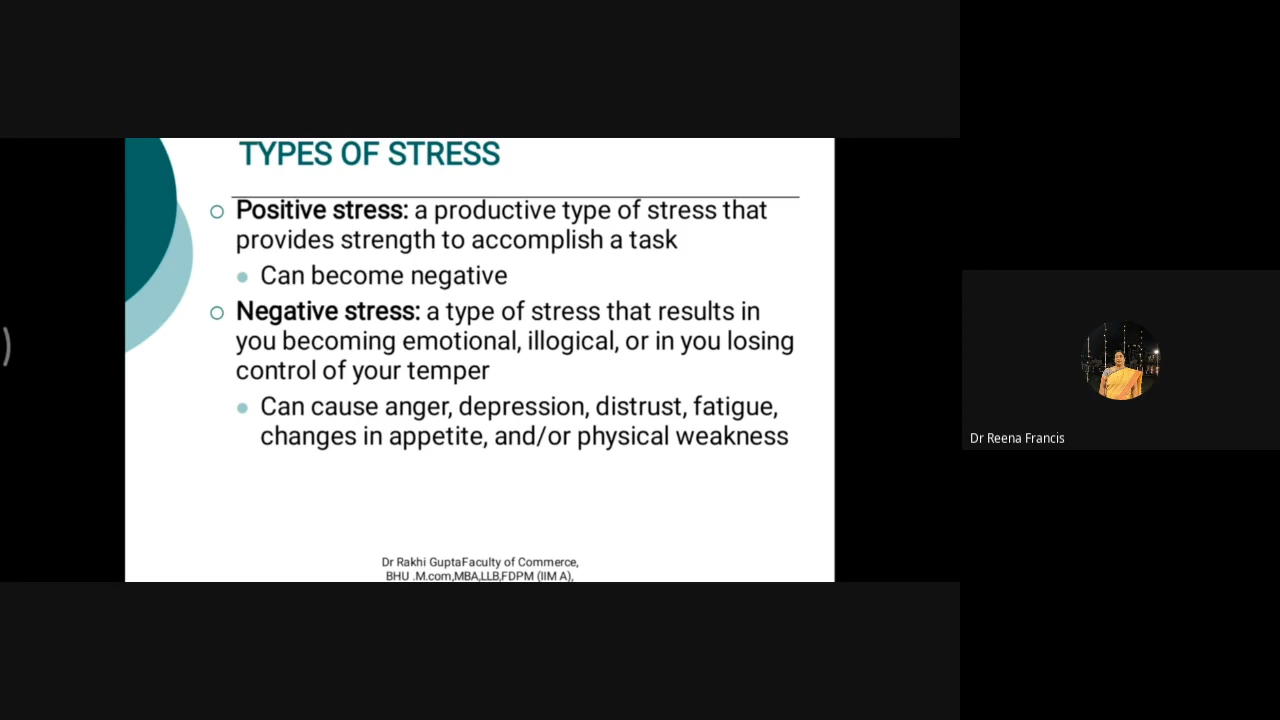 TYPES OF STRESS
Positive stress: a productive type of stress that
provides strength to accomplish a task
Can become negative
Negative stress: a type of stress that results in
you becoming emotional, illogical, or in you losing
control of your temper
Can cause anger, depression, distrust, fatigue,
changes in appetite, and/or physical weakness
Dr Rakhi GuptaFaculty of Commerce,
BHU .M.com,MBA,LLB,FDPM (IIM A),
Dr Reena Francis